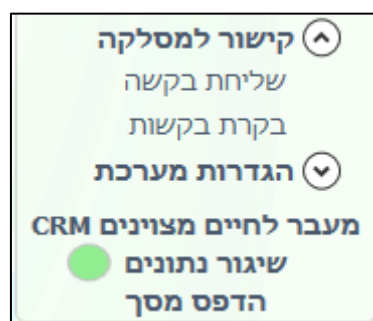 קישור למסלקה
שליחת בקשה
בקרת בקשות
הגדרות מערכת
מעבר לחיים מצוינים CRM
שיגור נתונים
הדפס מסך